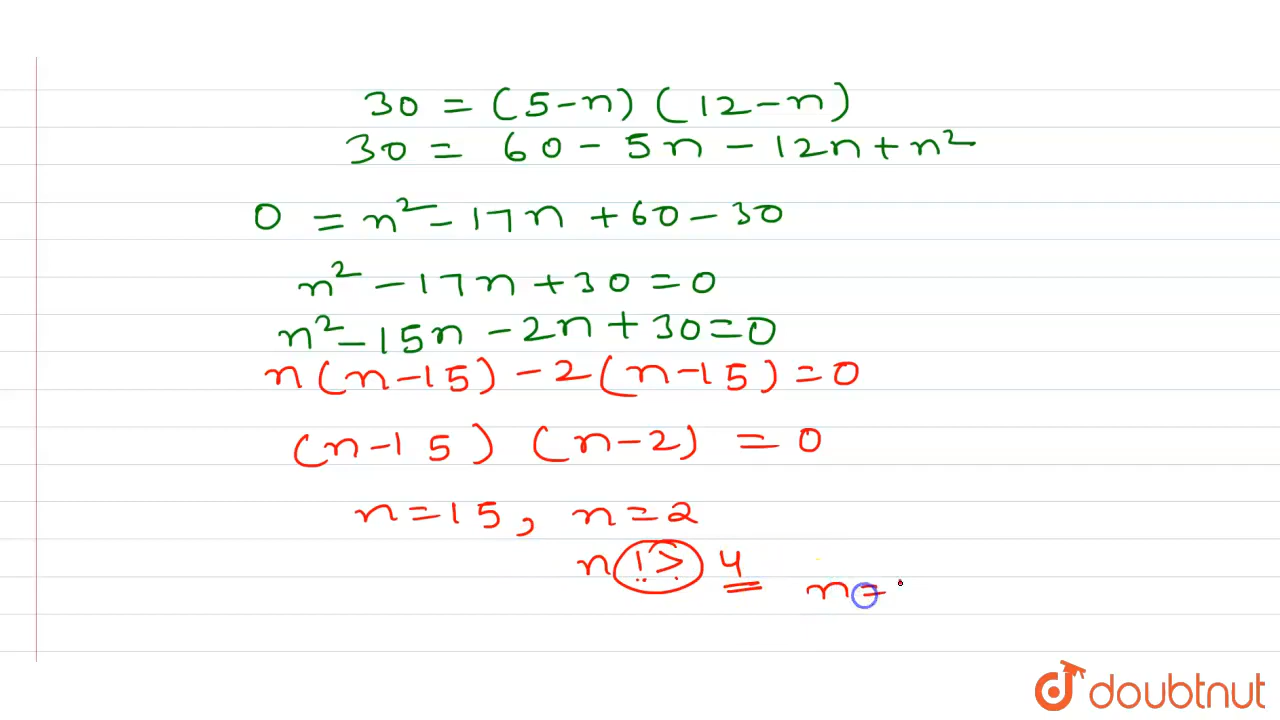 30 = (5-n) (12-n)
30 = 60 - 5n - 12n + n²
0 = n² - 17n + 60 - 30
n² - 17n + 30 = 0
n² - 15n - 2n + 30 = 0
n(n-15) - 2(n-15) = 0
(n-15) (n-2) = 0
n = 15, n = 2
n !> 4
n =
doubtnut